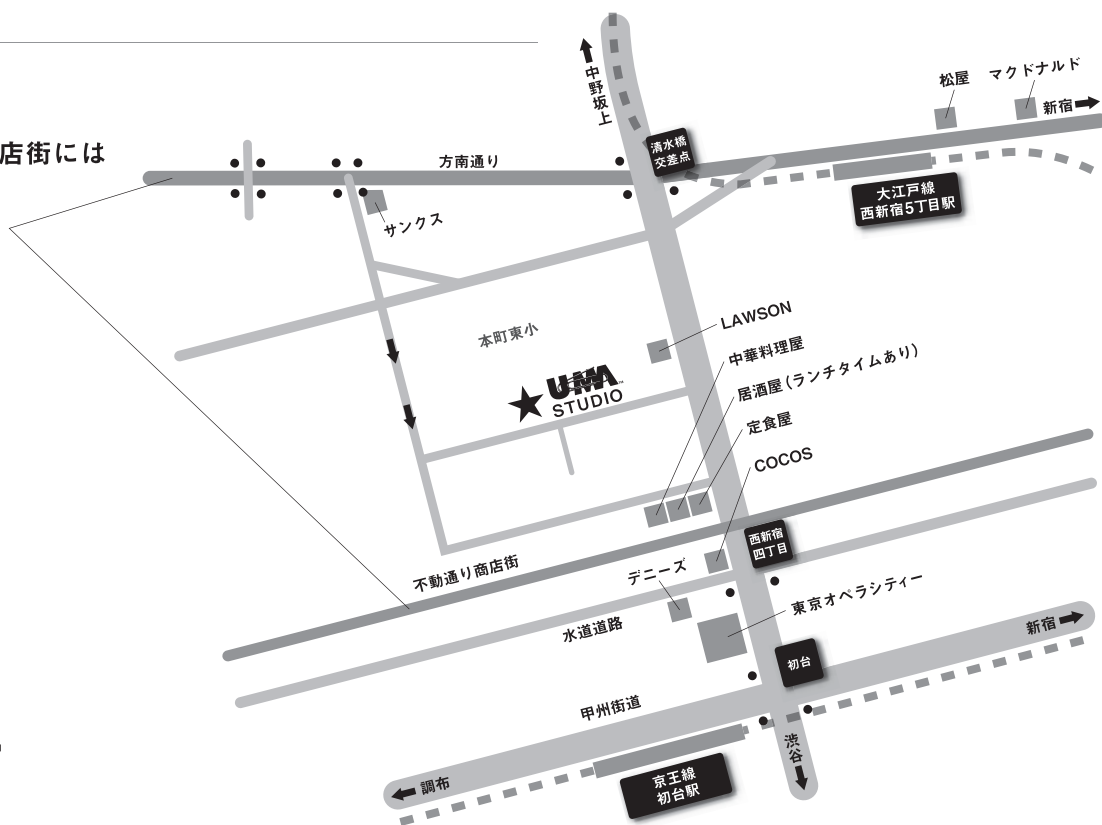 中野坂上
松屋
マクドナルド
新宿
店街には
方南通り
清水橋
交差点
大江戸線
西新宿5丁目駅
サンクス
本町東小
LAWSON
中華料理屋
居酒屋(ランチタイムあり)
UMA
STUDIO
定食屋
COCOS
西新宿
四丁目
不動通り商店街
デニーズ
東京オペラシティー
水道道路
新宿
初台
甲州街道
渋谷
調布
京王線
初台駅